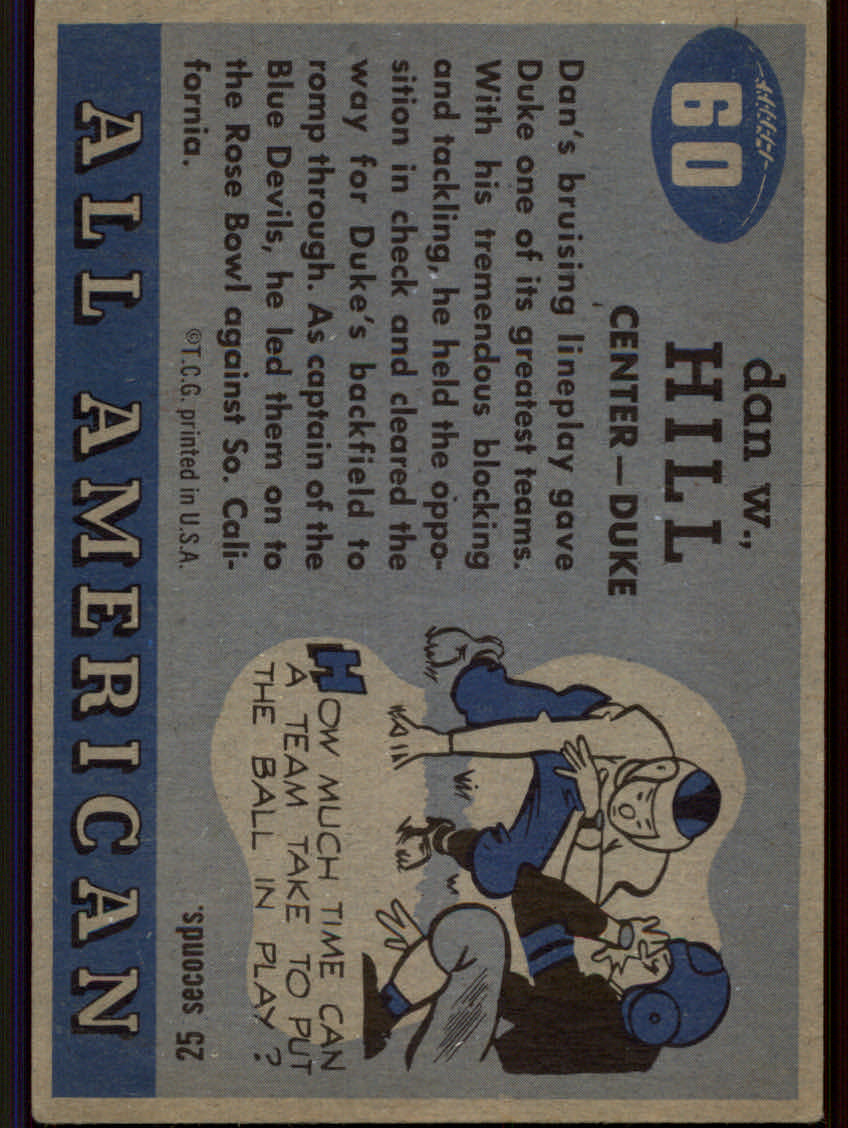 60
dan w.,
HILL
CENTER—DUKE
Dan's bruising lineplay gave
Duke one of its greatest teams.
With his tremendous blocking
and tackling, he held the oppo-
sition in check and cleared the
way for Duke's backfield to
romp through. As captain of the
Blue Devils, he led them on to
the Rose Bowl against So. Cali-
fornia.
©T.C.G. printed in U.S.A.
HOW MUCH TIME CAN
A TEAM TAKE TO PUT
THE BALL IN PLAY?
25 seconds.
ALL AMERICAN